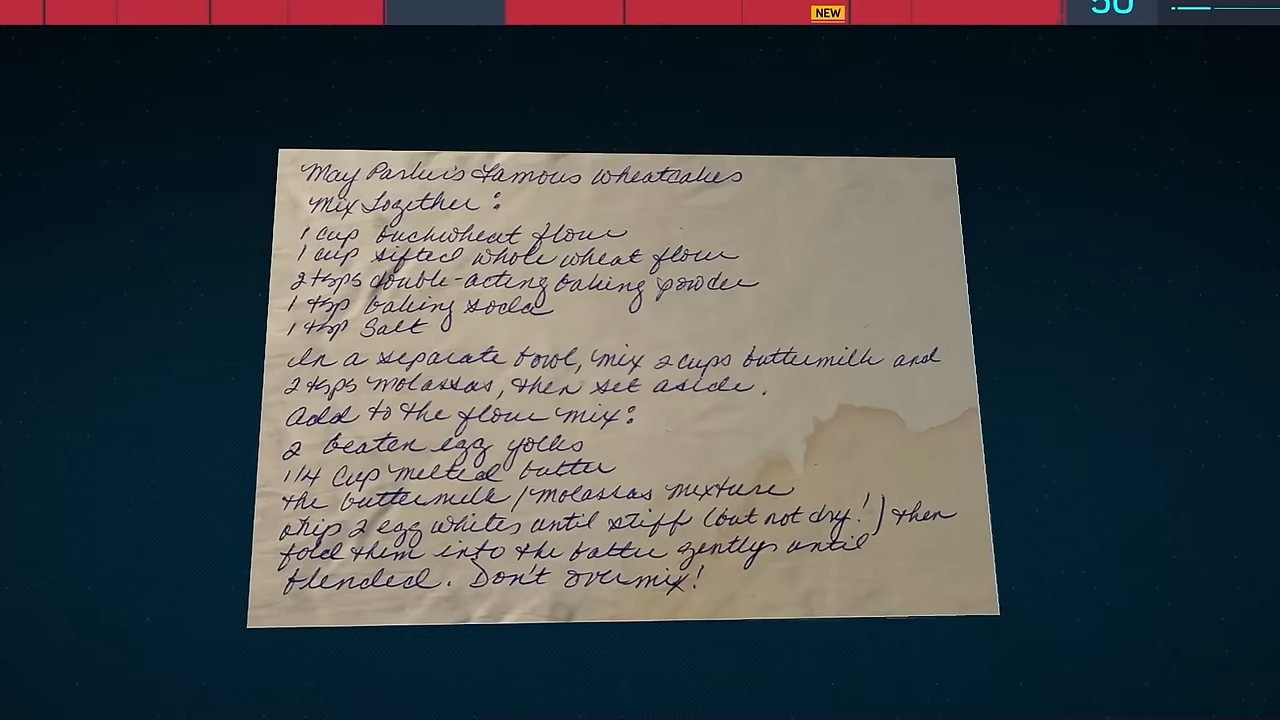 50
NEW
May Parker's Famous Wheatcakes
Mix Together:
1 cup buckwheat flour
1 cup sifted whole wheat flour
2 tsps double-acting baking powder
1 tsp baking soda
1 tsp Salt
In a separate bowl, mix 2 cups buttermilk and
2 tsps molassas, then set aside.
Add to the flour mix:
2 beaten egg yolks
1/4 cup melted butter
the buttermilk / molassas mixture
Whip 2 egg whites until stiff (but not dry!) then
fold them into the batter gently until
blended. Don't overmix!